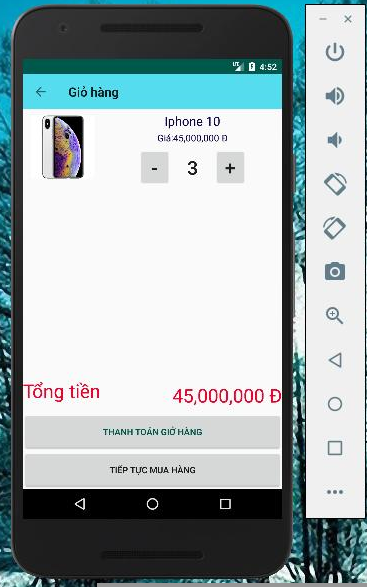 LTE 4:52
Giỏ hàng
Iphone 10
Giá:45,000,000 Đ
- 3 +
Tổng tiền
45,000,000 Đ
THANH TOÁN GIỎ HÀNG
TIẾP TỤC MUA HÀNG